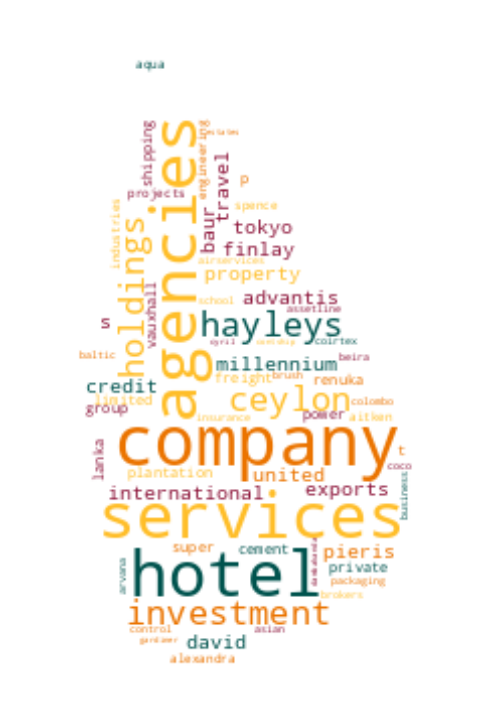 aqua
shipping
agencies
engineering
estates
travel
projects
p
industries
holdings
baur
spence
tokyo
finlay
airservices
property
vauxhall
school
advantis
assetline
s
hayleys
cyril
coirtex
baltic
millennium
beira
credit
freight
brush
renuka
limited
ceylon
colombo
group
insurance
power
aitken
company
t
lanka
coco
plantation
united
business
international
exports
services
super
cement
pieris
arvana
hotel
private
packaging
brokers
investment
control
asian
gardiner
david
alexandra